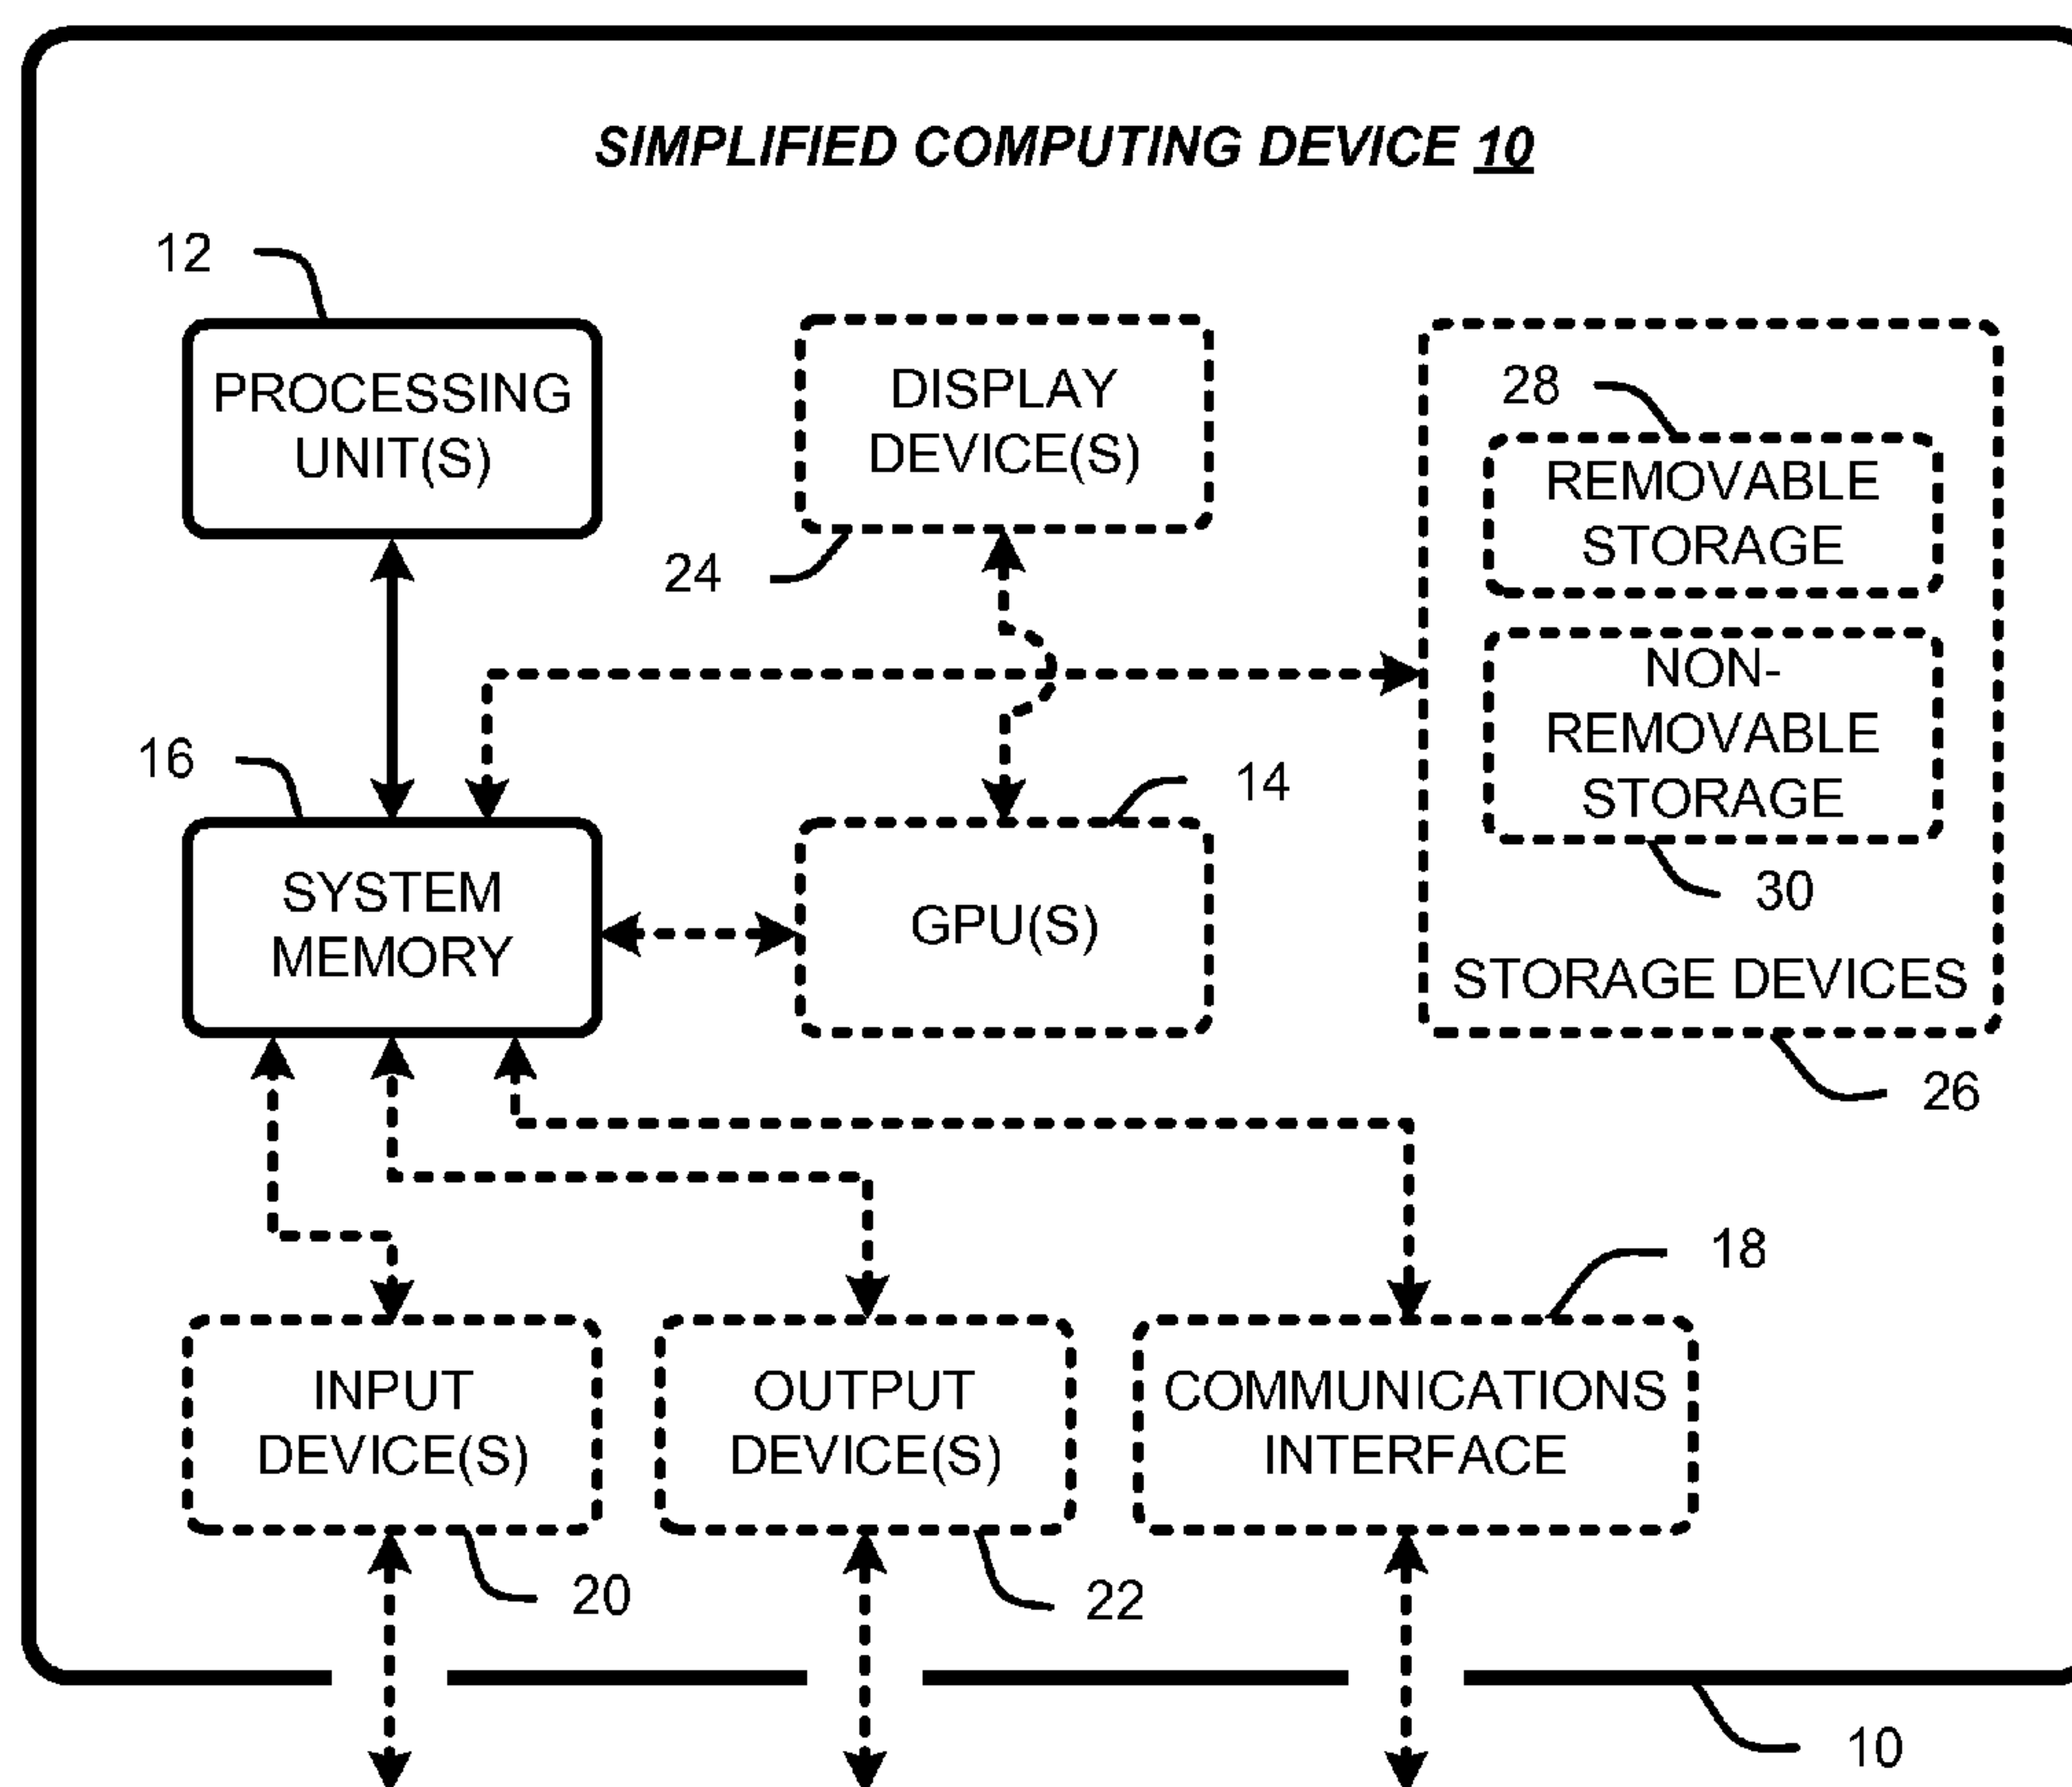 SIMPLIFIED COMPUTING DEVICE 10
12
PROCESSING
UNIT(S)
DISPLAY
DEVICE(S)
24
28
REMOVABLE
STORAGE
NON-
REMOVABLE
STORAGE
30
STORAGE DEVICES
26
16
SYSTEM
MEMORY
14
GPU(S)
18
INPUT
DEVICE(S)
OUTPUT
DEVICE(S)
COMMUNICATIONS
INTERFACE
20
22
10